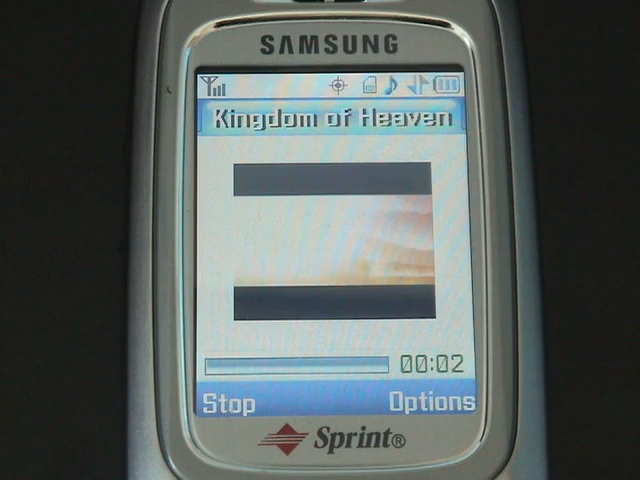 SAMSUNG
Kingdom of Heaven
00:02
Stop Options
Sprint®